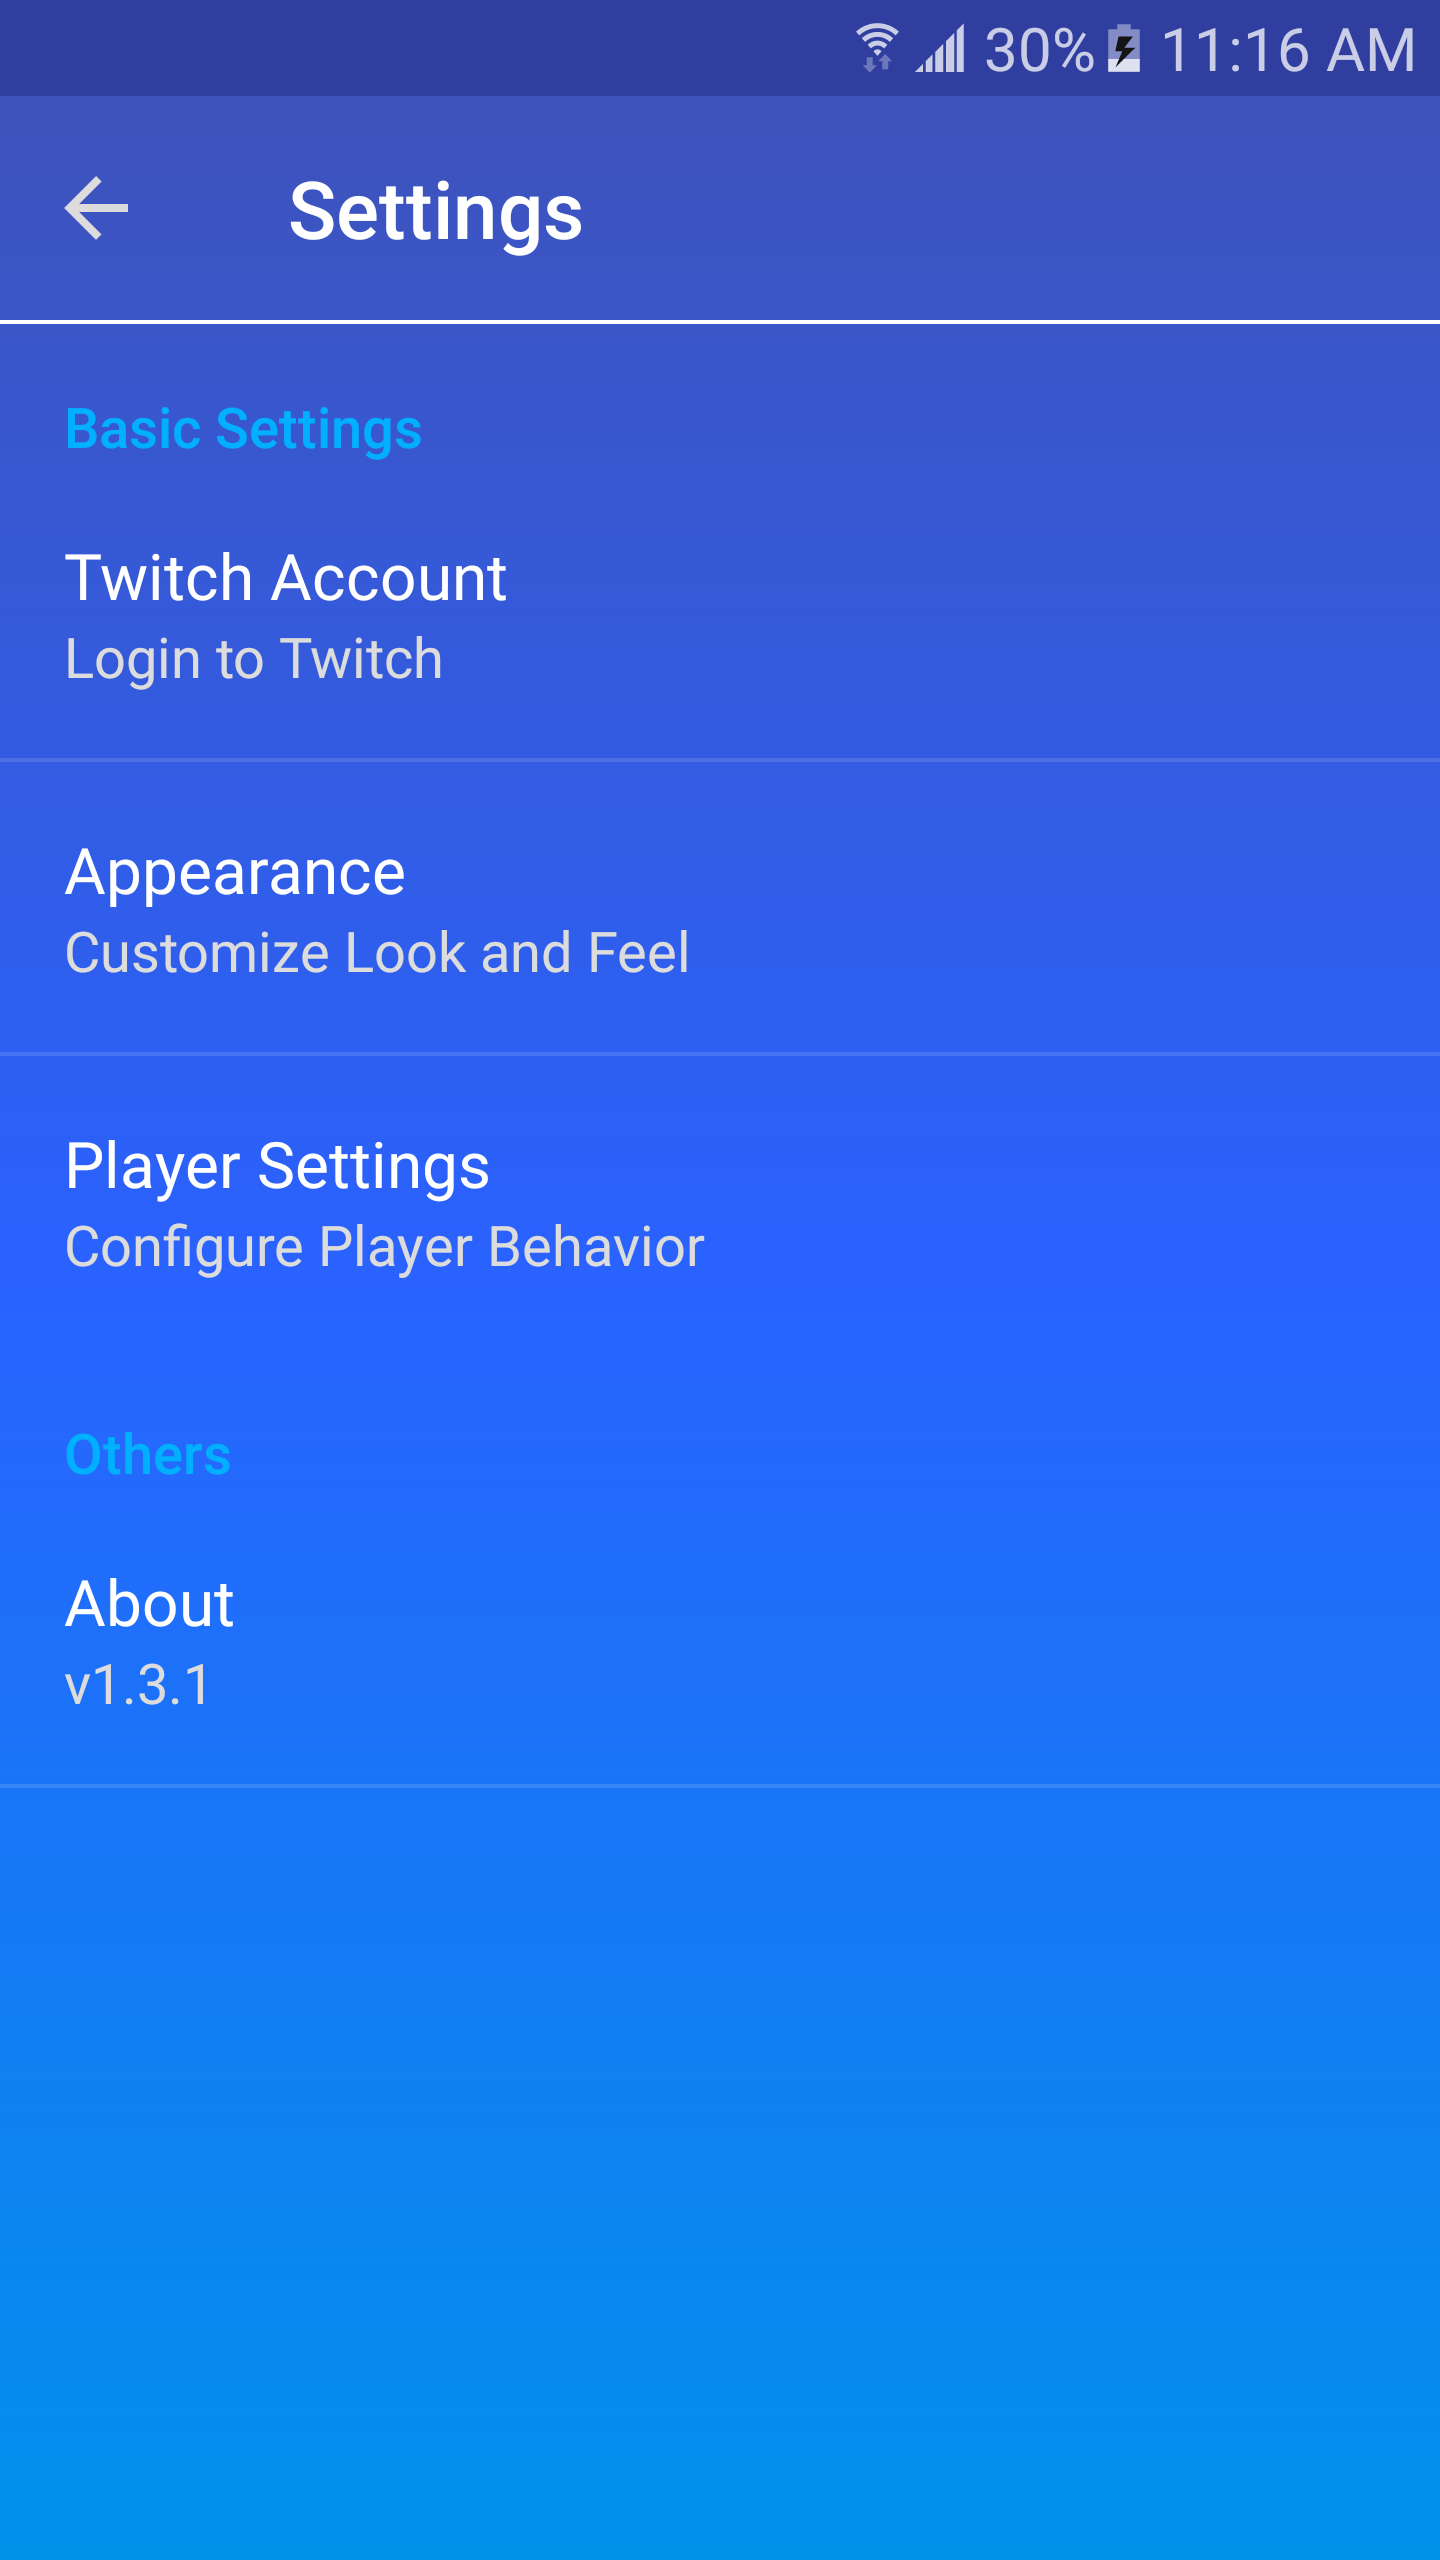 30% 11:16 AM
Settings
Basic Settings
Twitch Account
Login to Twitch
Appearance
Customize Look and Feel
Player Settings
Configure Player Behavior
Others
About
v1.3.1